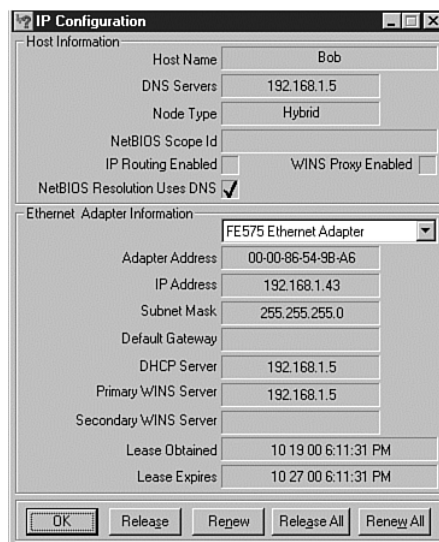 IP Configuration
Host Information
Host Name Bob
DNS Servers 192.168.1.5
Node Type Hybrid
NetBIOS Scope Id
IP Routing Enabled WINS Proxy Enabled
NetBIOS Resolution Uses DNS
Ethernet Adapter Information
FE575 Ethernet Adapter
Adapter Address 00-00-86-54-9B-A6
IP Address 192.168.1.43
Subnet Mask 255.255.255.0
Default Gateway
DHCP Server 192.168.1.5
Primary WINS Server 192.168.1.5
Secondary WINS Server
Lease Obtained 10 19 00 6:11:31 PM
Lease Expires 10 27 00 6:11:31 PM
OK Release Renew Release All Renew All